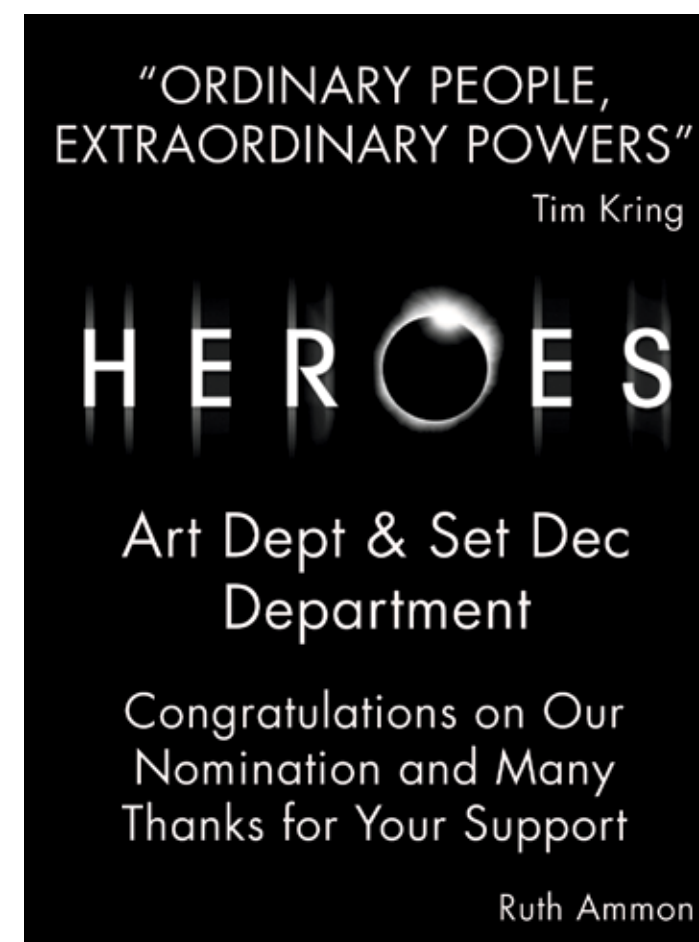 “ORDINARY PEOPLE,
EXTRAORDINARY POWERS”
Tim Kring
HEROES
Art Dept & Set Dec
Department
Congratulations on Our
Nomination and Many
Thanks for Your Support
Ruth Ammon